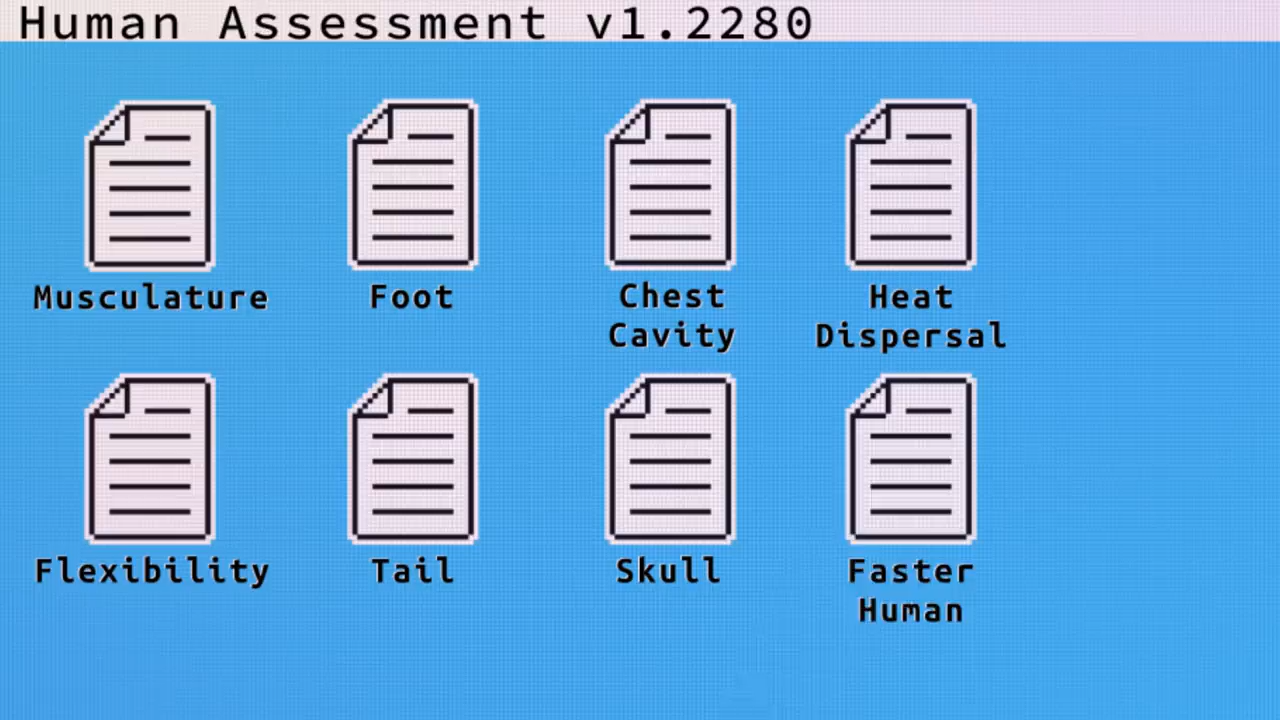 Human Assessment v1.2280
Musculature
Foot
Chest
Cavity
Heat
Dispersal
Flexibility
Tail
Skull
Faster
Human